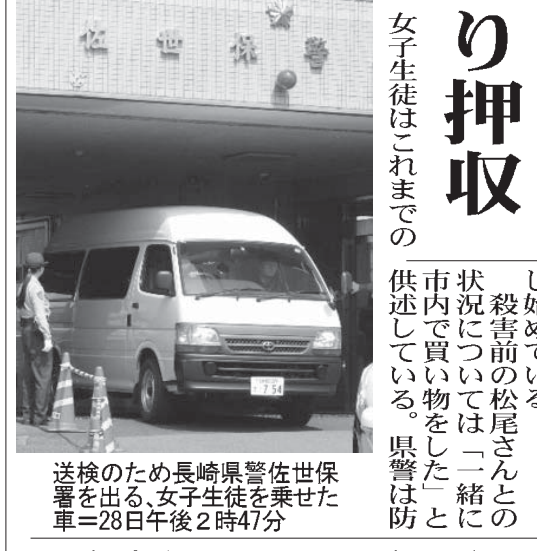 り押収
女子生徒はこれまでの
し始めている
殺害前の松尾さんとの
状況については「一緒に
市内で買い物をした」と
供述している。県警は防
佐世保警
7 54
送検のため長崎県警佐世保
署を出る、女子生徒を乗せた
車＝28日午後2時47分